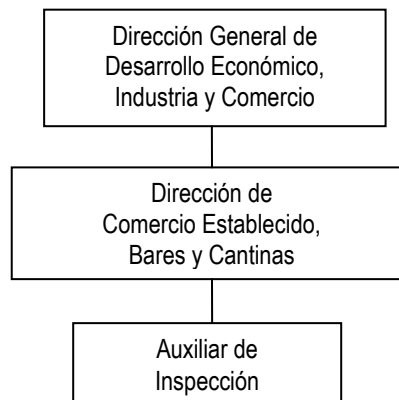 Dirección General de
Desarrollo Económico,
Industria y Comercio
Dirección de
Comercio Establecido,
Bares y Cantinas
Auxiliar de
Inspección